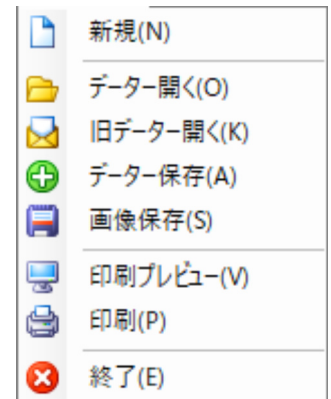 新規(N)
データー開く(O)
旧データー開く(K)
データー保存(A)
画像保存(S)
印刷プレビュー(V)
印刷(P)
終了(E)